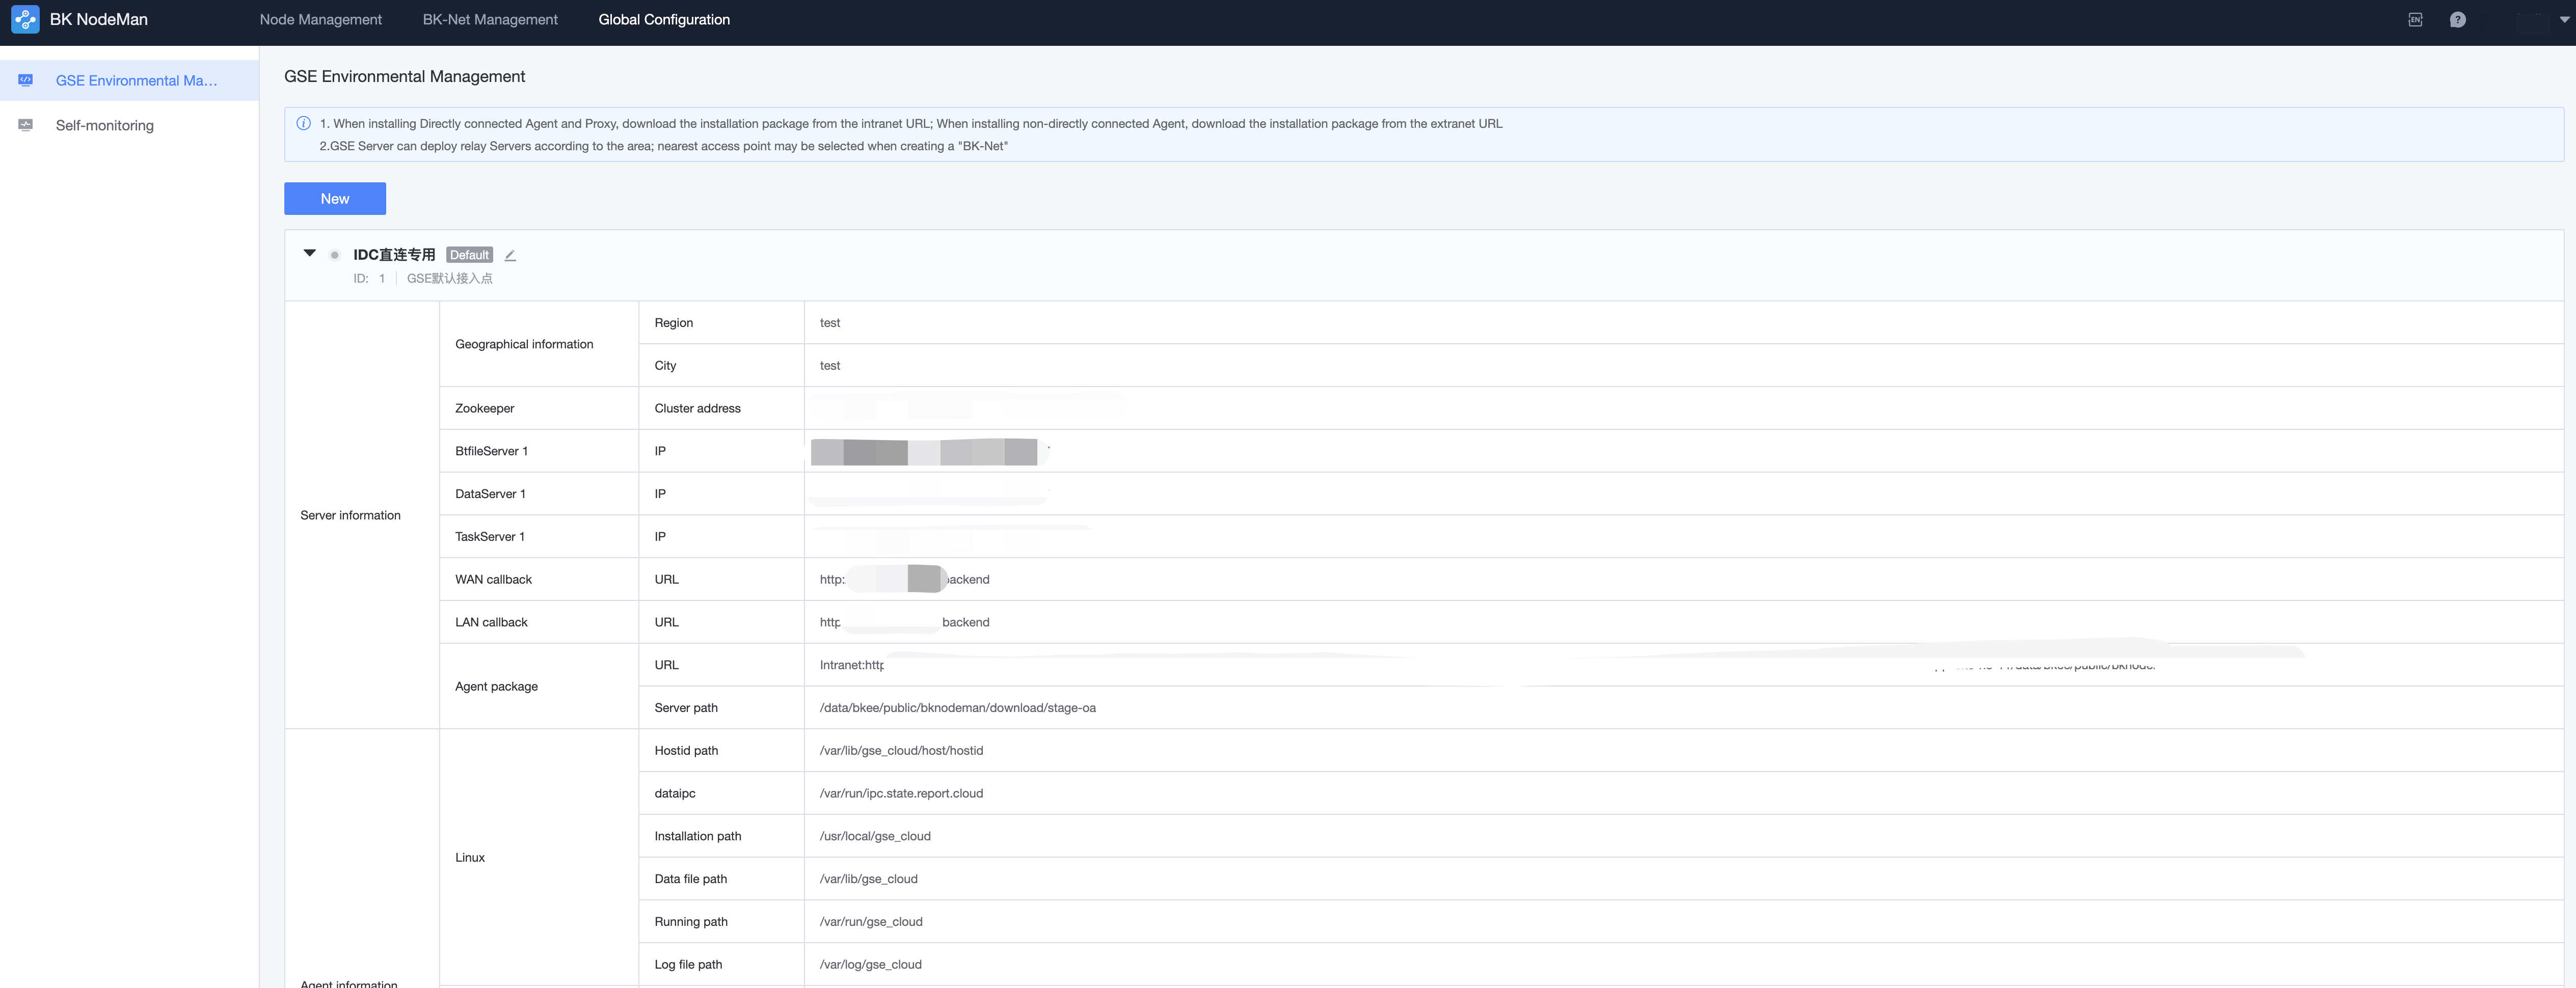 BK NodeMan
Node Management
BK-Net Management
Global Configuration
EN
?
GSE Environmental Ma...
Self-monitoring
GSE Environmental Management
1. When installing Directly connected Agent and Proxy, download the installation package from the intranet URL; When installing non-directly connected Agent, download the installation package from the extranet URL
2.GSE Server can deploy relay Servers according to the area; nearest access point may be selected when creating a "BK-Net"
New
IDC直连专用 Default
ID: 1 GSE默认接入点
Server information
Geographical information
Region test
City test
Zookeeper Cluster address
BtfileServer 1 IP
DataServer 1 IP
TaskServer 1 IP
WAN callback URL http: backend
LAN callback URL http backend
Agent package
URL Intranet:http /data/bkee/public/bknode
Server path /data/bkee/public/bknodeman/download/stage-oa
Agent information
Linux
Hostid path /var/lib/gse_cloud/host/hostid
dataipc /var/run/ipc.state.report.cloud
Installation path /usr/local/gse_cloud
Data file path /var/lib/gse_cloud
Running path /var/run/gse_cloud
Log file path /var/log/gse_cloud